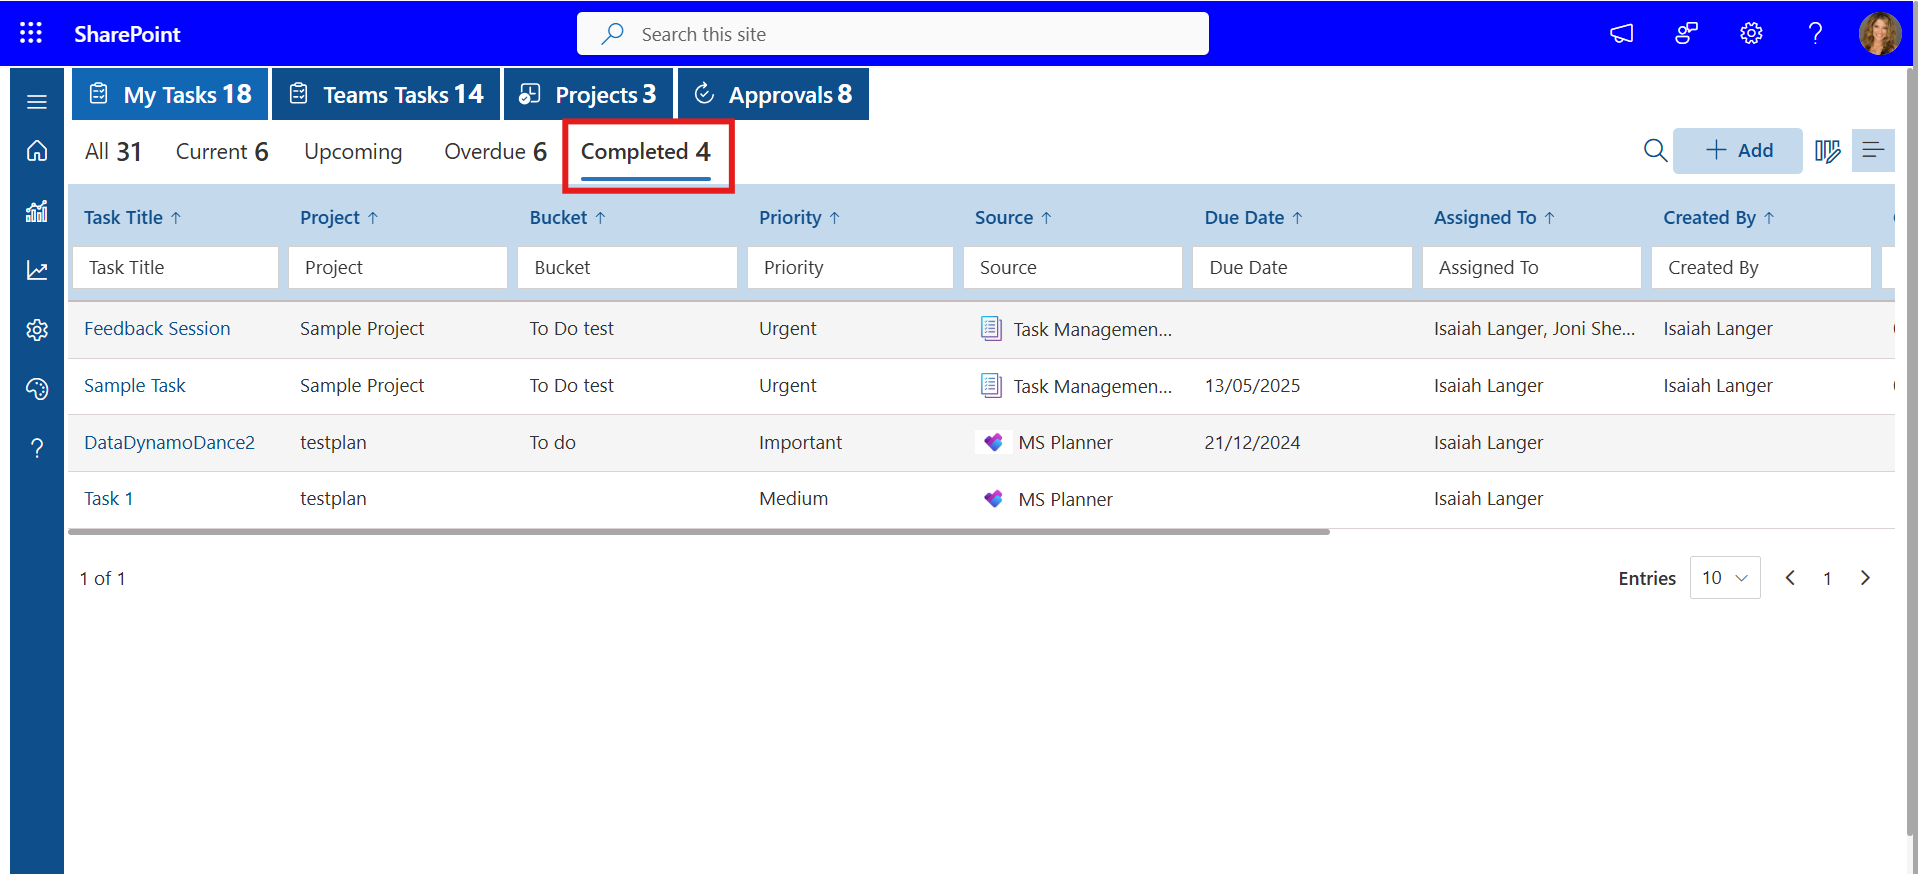 SharePoint
Search this site
My Tasks 18
Teams Tasks 14
Projects 3
Approvals 8
All 31
Current 6
Upcoming
Overdue 6
Completed 4
Add
Task Title ↑ Project ↑ Bucket ↑ Priority ↑ Source ↑ Due Date ↑ Assigned To ↑ Created By ↑
Task Title Project Bucket Priority Source Due Date Assigned To Created By
Feedback Session Sample Project To Do test Urgent Task Managemen... Isaiah Langer, Joni She... Isaiah Langer
Sample Task Sample Project To Do test Urgent Task Managemen... 13/05/2025 Isaiah Langer Isaiah Langer
DataDynamoDance2 testplan To do Important MS Planner 21/12/2024 Isaiah Langer
Task 1 testplan Medium MS Planner Isaiah Langer
1 of 1
Entries 10 1